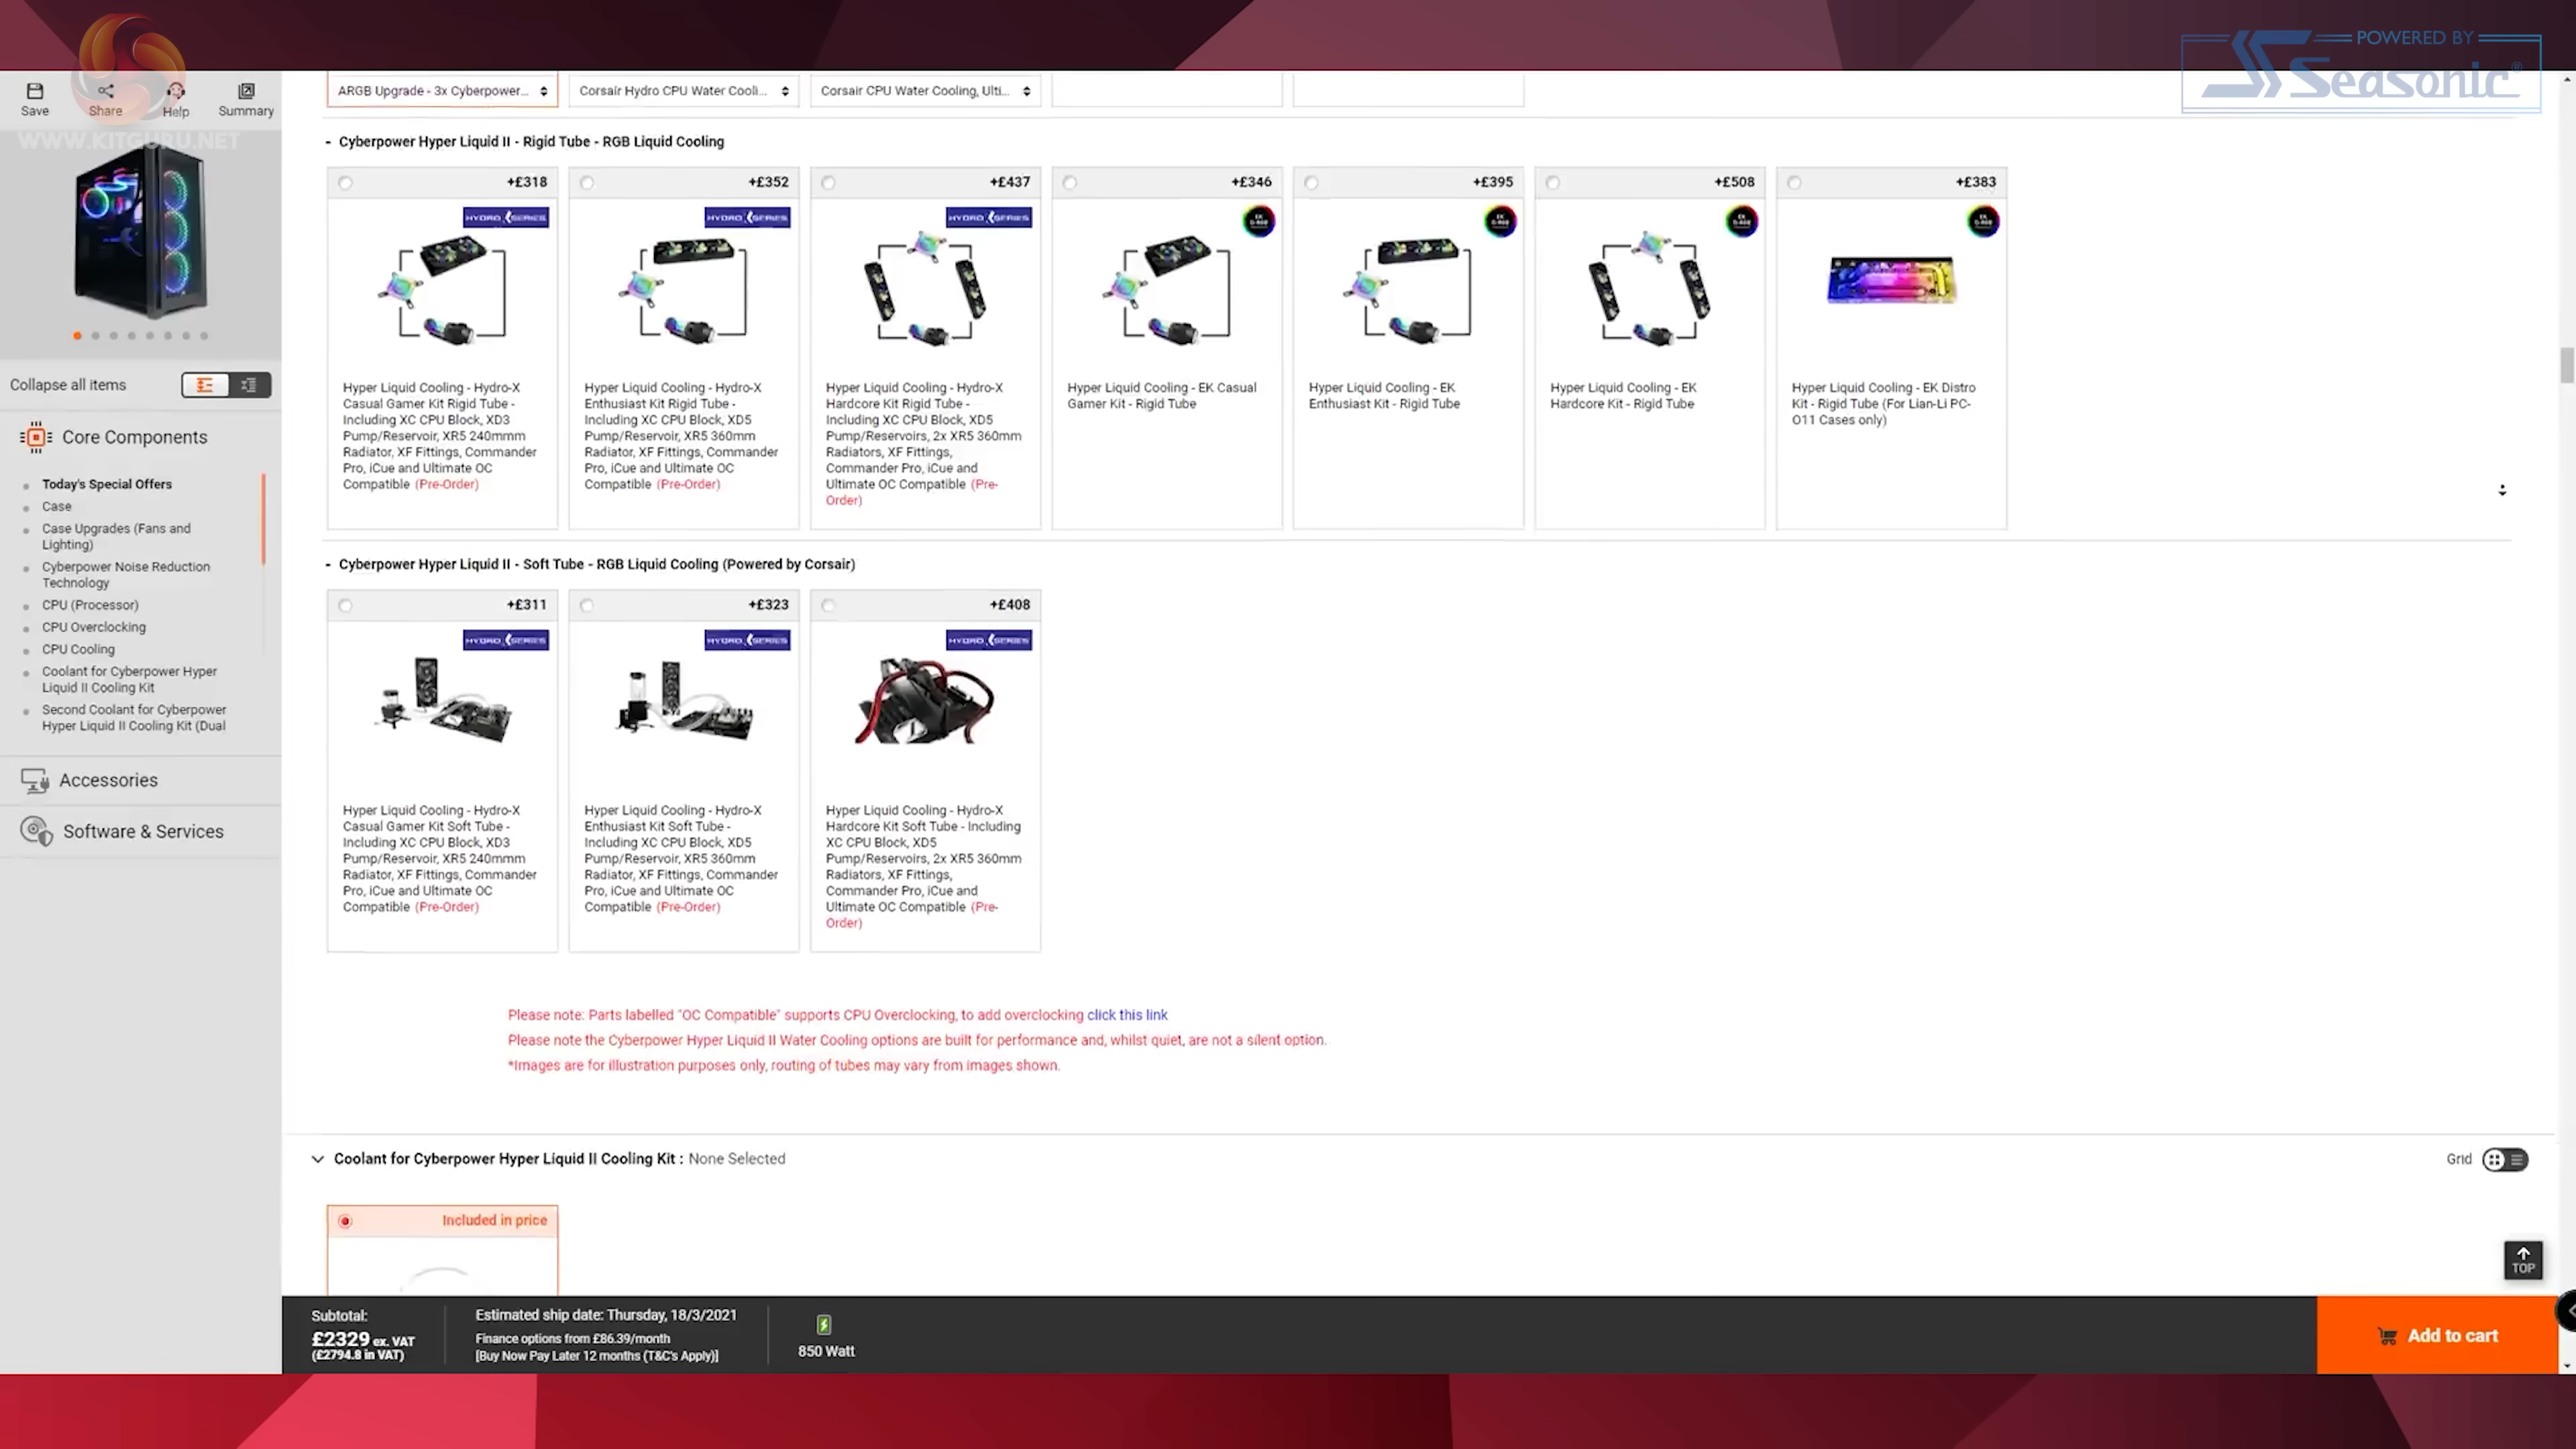 POWERED BY
Seasonic®
WWW.KITGURU.NET
Save
Share
Help
Summary
Collapse all items
Core Components
Today's Special Offers
Case
Case Upgrades (Fans and
Lighting)
Cyberpower Noise Reduction
Technology
CPU (Processor)
CPU Overclocking
CPU Cooling
Coolant for Cyberpower Hyper
Liquid II Cooling Kit
Second Coolant for Cyberpower
Hyper Liquid II Cooling Kit (Dual
Accessories
Software & Services
ARGB Upgrade - 3x Cyberpower...
Corsair Hydro CPU Water Cooli...
Corsair CPU Water Cooling, Ulti...
- Cyberpower Hyper Liquid II - Rigid Tube - RGB Liquid Cooling
+£318
HYDRO SERIES
Hyper Liquid Cooling - Hydro-X
Casual Gamer Kit Rigid Tube -
Including XC CPU Block, XD3
Pump/Reservoir, XR5 240mmm
Radiator, XF Fittings, Commander
Pro, iCue and Ultimate OC
Compatible (Pre-Order)
+£352
HYDRO SERIES
Hyper Liquid Cooling - Hydro-X
Enthusiast Kit Rigid Tube -
Including XC CPU Block, XD5
Pump/Reservoir, XR5 360mm
Radiator, XF Fittings, Commander
Pro, iCue and Ultimate OC
Compatible (Pre-Order)
+£437
HYDRO SERIES
Hyper Liquid Cooling - Hydro-X
Hardcore Kit Rigid Tube -
Including XC CPU Block, XD5
Pump/Reservoirs, 2x XR5 360mm
Radiators, XF Fittings,
Commander Pro, iCue and
Ultimate OC Compatible (Pre-
Order)
+£346
Hyper Liquid Cooling - EK Casual
Gamer Kit - Rigid Tube
+£395
Hyper Liquid Cooling - EK
Enthusiast Kit - Rigid Tube
+£508
Hyper Liquid Cooling - EK
Hardcore Kit - Rigid Tube
+£383
Hyper Liquid Cooling - EK Distro
Kit - Rigid Tube (For Lian-Li PC-
O11 Cases only)
- Cyberpower Hyper Liquid II - Soft Tube - RGB Liquid Cooling (Powered by Corsair)
+£311
HYDRO SERIES
Hyper Liquid Cooling - Hydro-X
Casual Gamer Kit Soft Tube -
Including XC CPU Block, XD3
Pump/Reservoir, XR5 240mmm
Radiator, XF Fittings, Commander
Pro, iCue and Ultimate OC
Compatible (Pre-Order)
+£323
HYDRO SERIES
Hyper Liquid Cooling - Hydro-X
Enthusiast Kit Soft Tube -
Including XC CPU Block, XD5
Pump/Reservoir, XR5 360mm
Radiator, XF Fittings, Commander
Pro, iCue and Ultimate OC
Compatible (Pre-Order)
+£408
HYDRO SERIES
Hyper Liquid Cooling - Hydro-X
Hardcore Kit Soft Tube - Including
XC CPU Block, XD5
Pump/Reservoirs, 2x XR5 360mm
Radiators, XF Fittings,
Commander Pro, iCue and
Ultimate OC Compatible (Pre-
Order)
Please note: Parts labelled "OC Compatible" supports CPU Overclocking, to add overclocking click this link
Please note the Cyberpower Hyper Liquid II Water Cooling options are built for performance and, whilst quiet, are not a silent option.
*Images are for illustration purposes only, routing of tubes may vary from images shown.
Coolant for Cyberpower Hyper Liquid II Cooling Kit : None Selected
Grid
Included in price
TOP
Subtotal:
£2329 ex. VAT
(£2794.8 in VAT)
Estimated ship date: Thursday, 18/3/2021
Finance options from £86.39/month
[Buy Now Pay Later 12 months (T&C's Apply)]
850 Watt
Add to cart